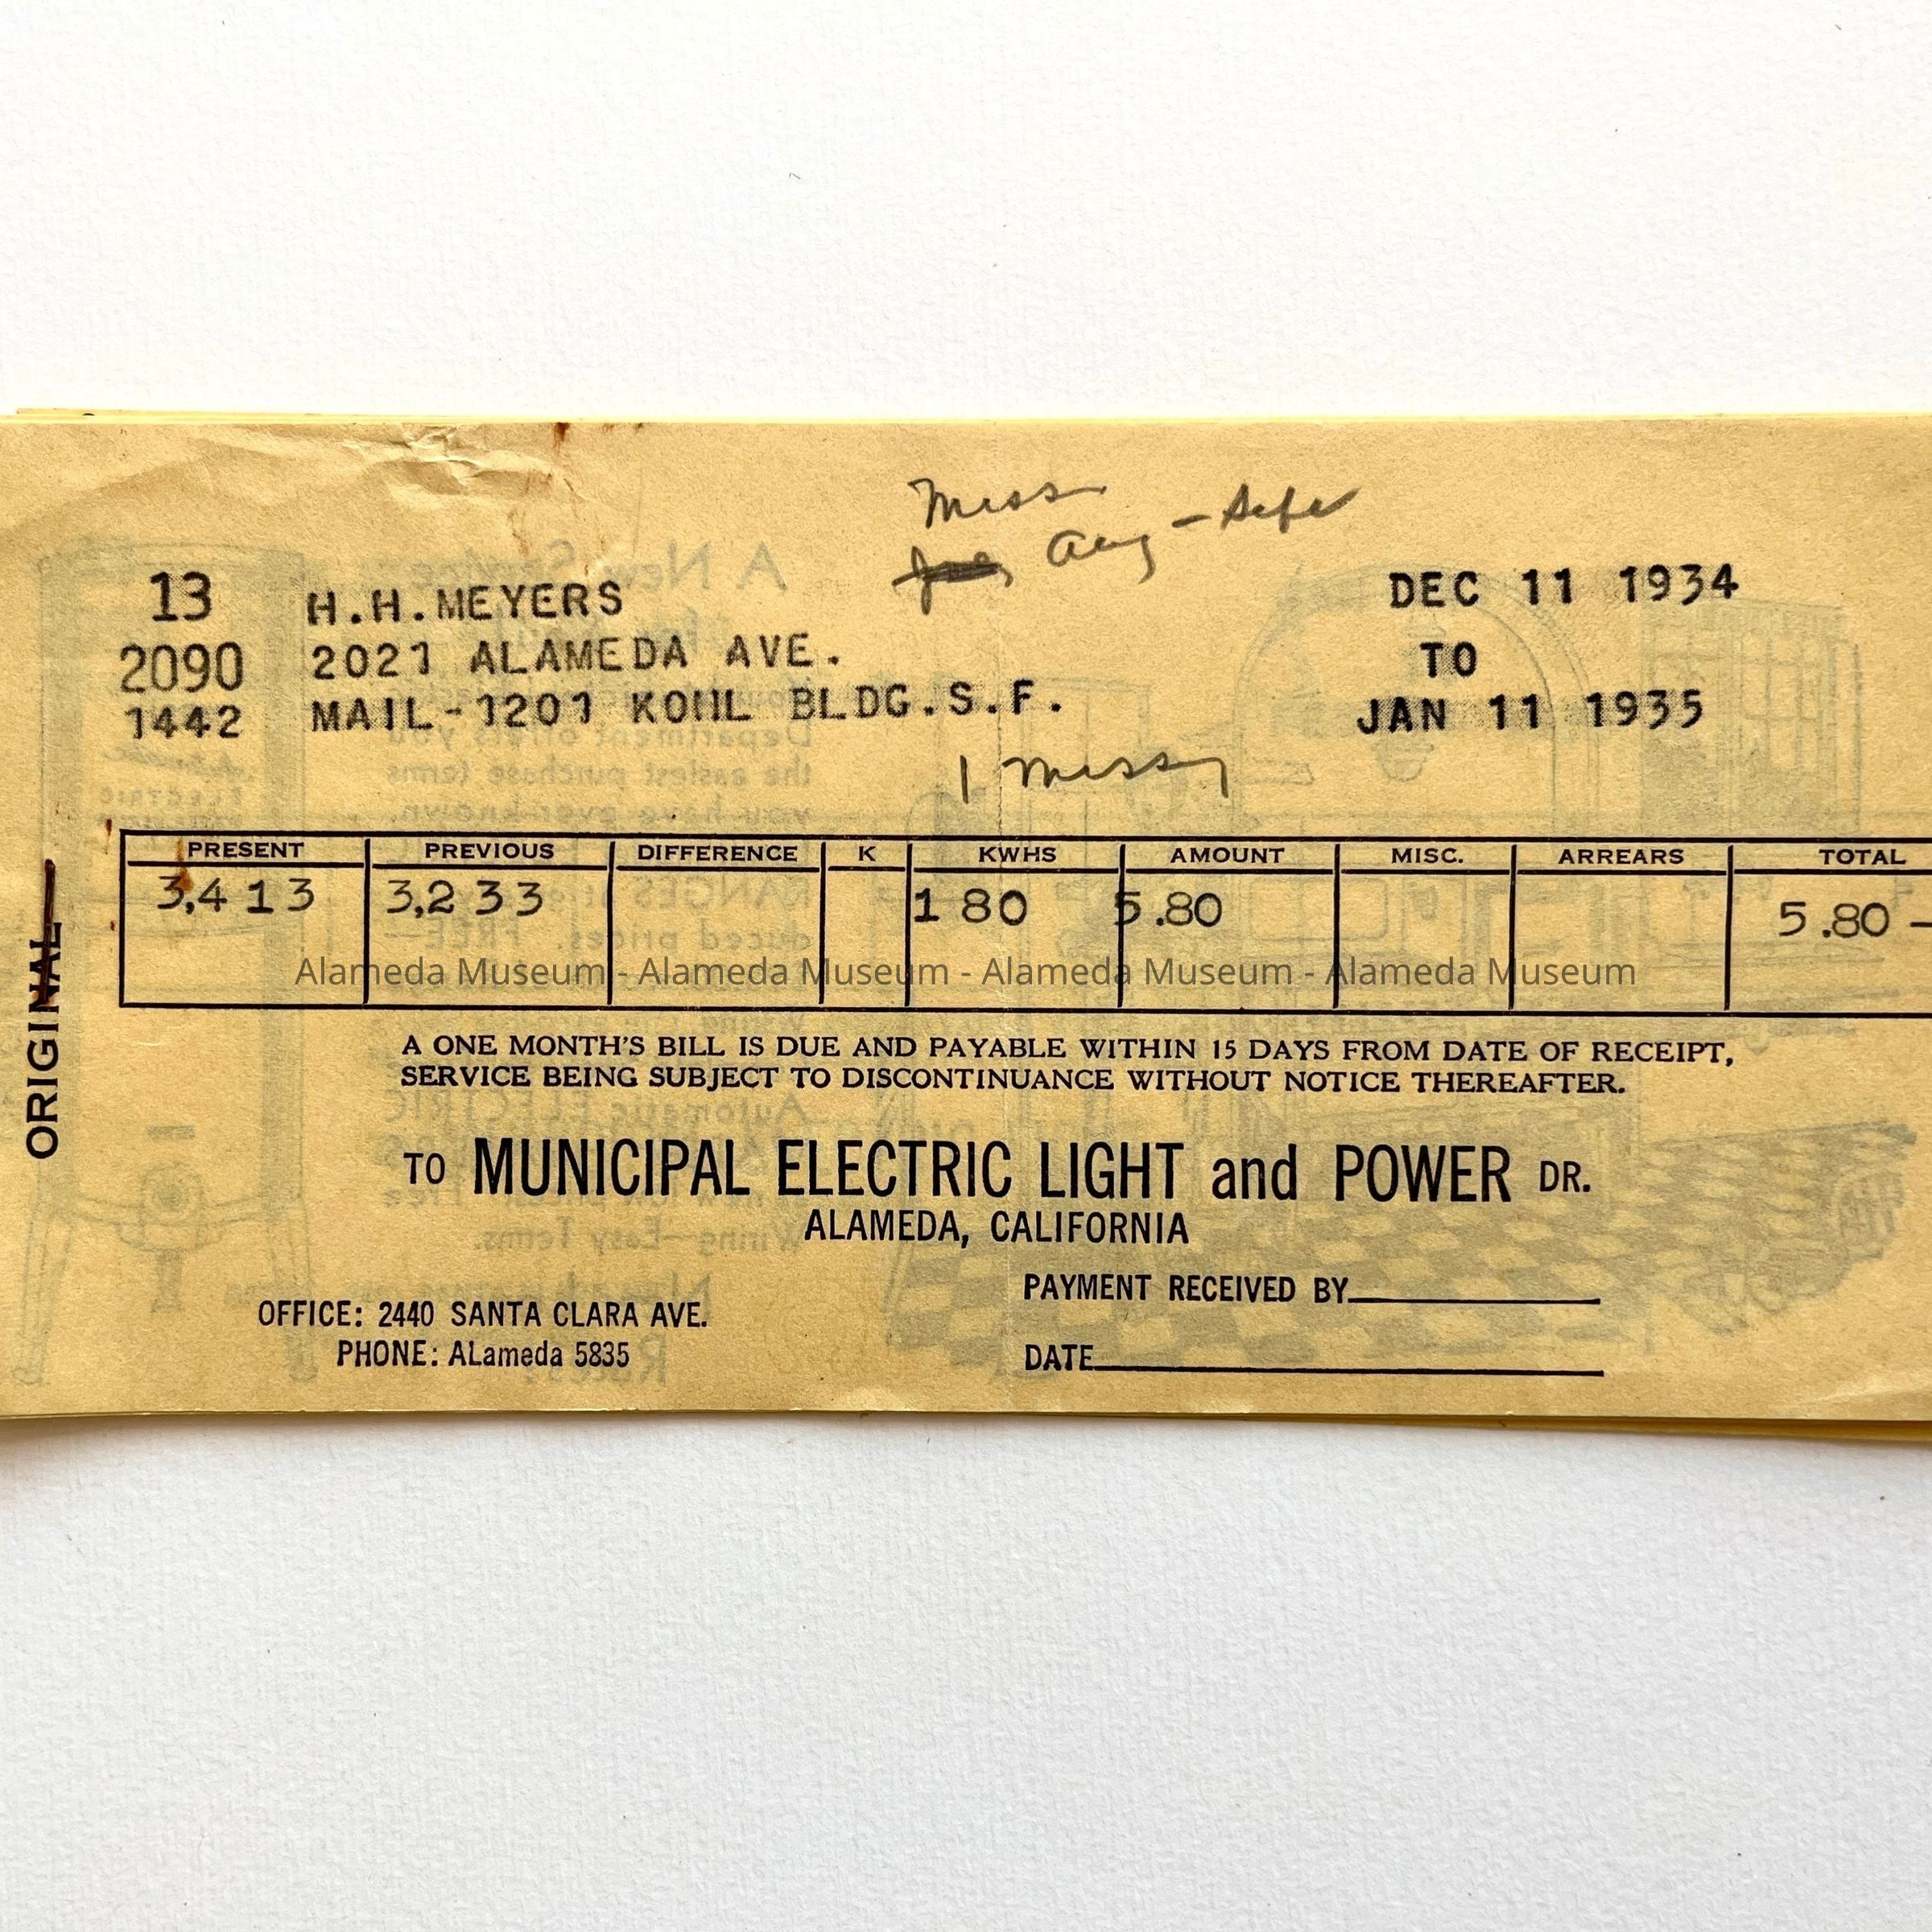 Miss
Aug - Sept
13 H.H.MEYERS DEC 11 1934
2090 2021 ALAMEDA AVE. TO
1442 MAIL-1201 KOHL BLDG.S.F. JAN 11 1935
1 missy
PRESENT PREVIOUS DIFFERENCE K KWHS AMOUNT MISC. ARREARS TOTAL
3,413 3,233 180 5.80 5.80 -
Alameda Museum - Alameda Museum - Alameda Museum - Alameda Museum
ORIGINAL
A ONE MONTH'S BILL IS DUE AND PAYABLE WITHIN 15 DAYS FROM DATE OF RECEIPT,
SERVICE BEING SUBJECT TO DISCONTINUANCE WITHOUT NOTICE THEREAFTER.
TO MUNICIPAL ELECTRIC LIGHT and POWER DR.
ALAMEDA, CALIFORNIA
PAYMENT RECEIVED BY
OFFICE: 2440 SANTA CLARA AVE.
PHONE: ALameda 5835
DATE